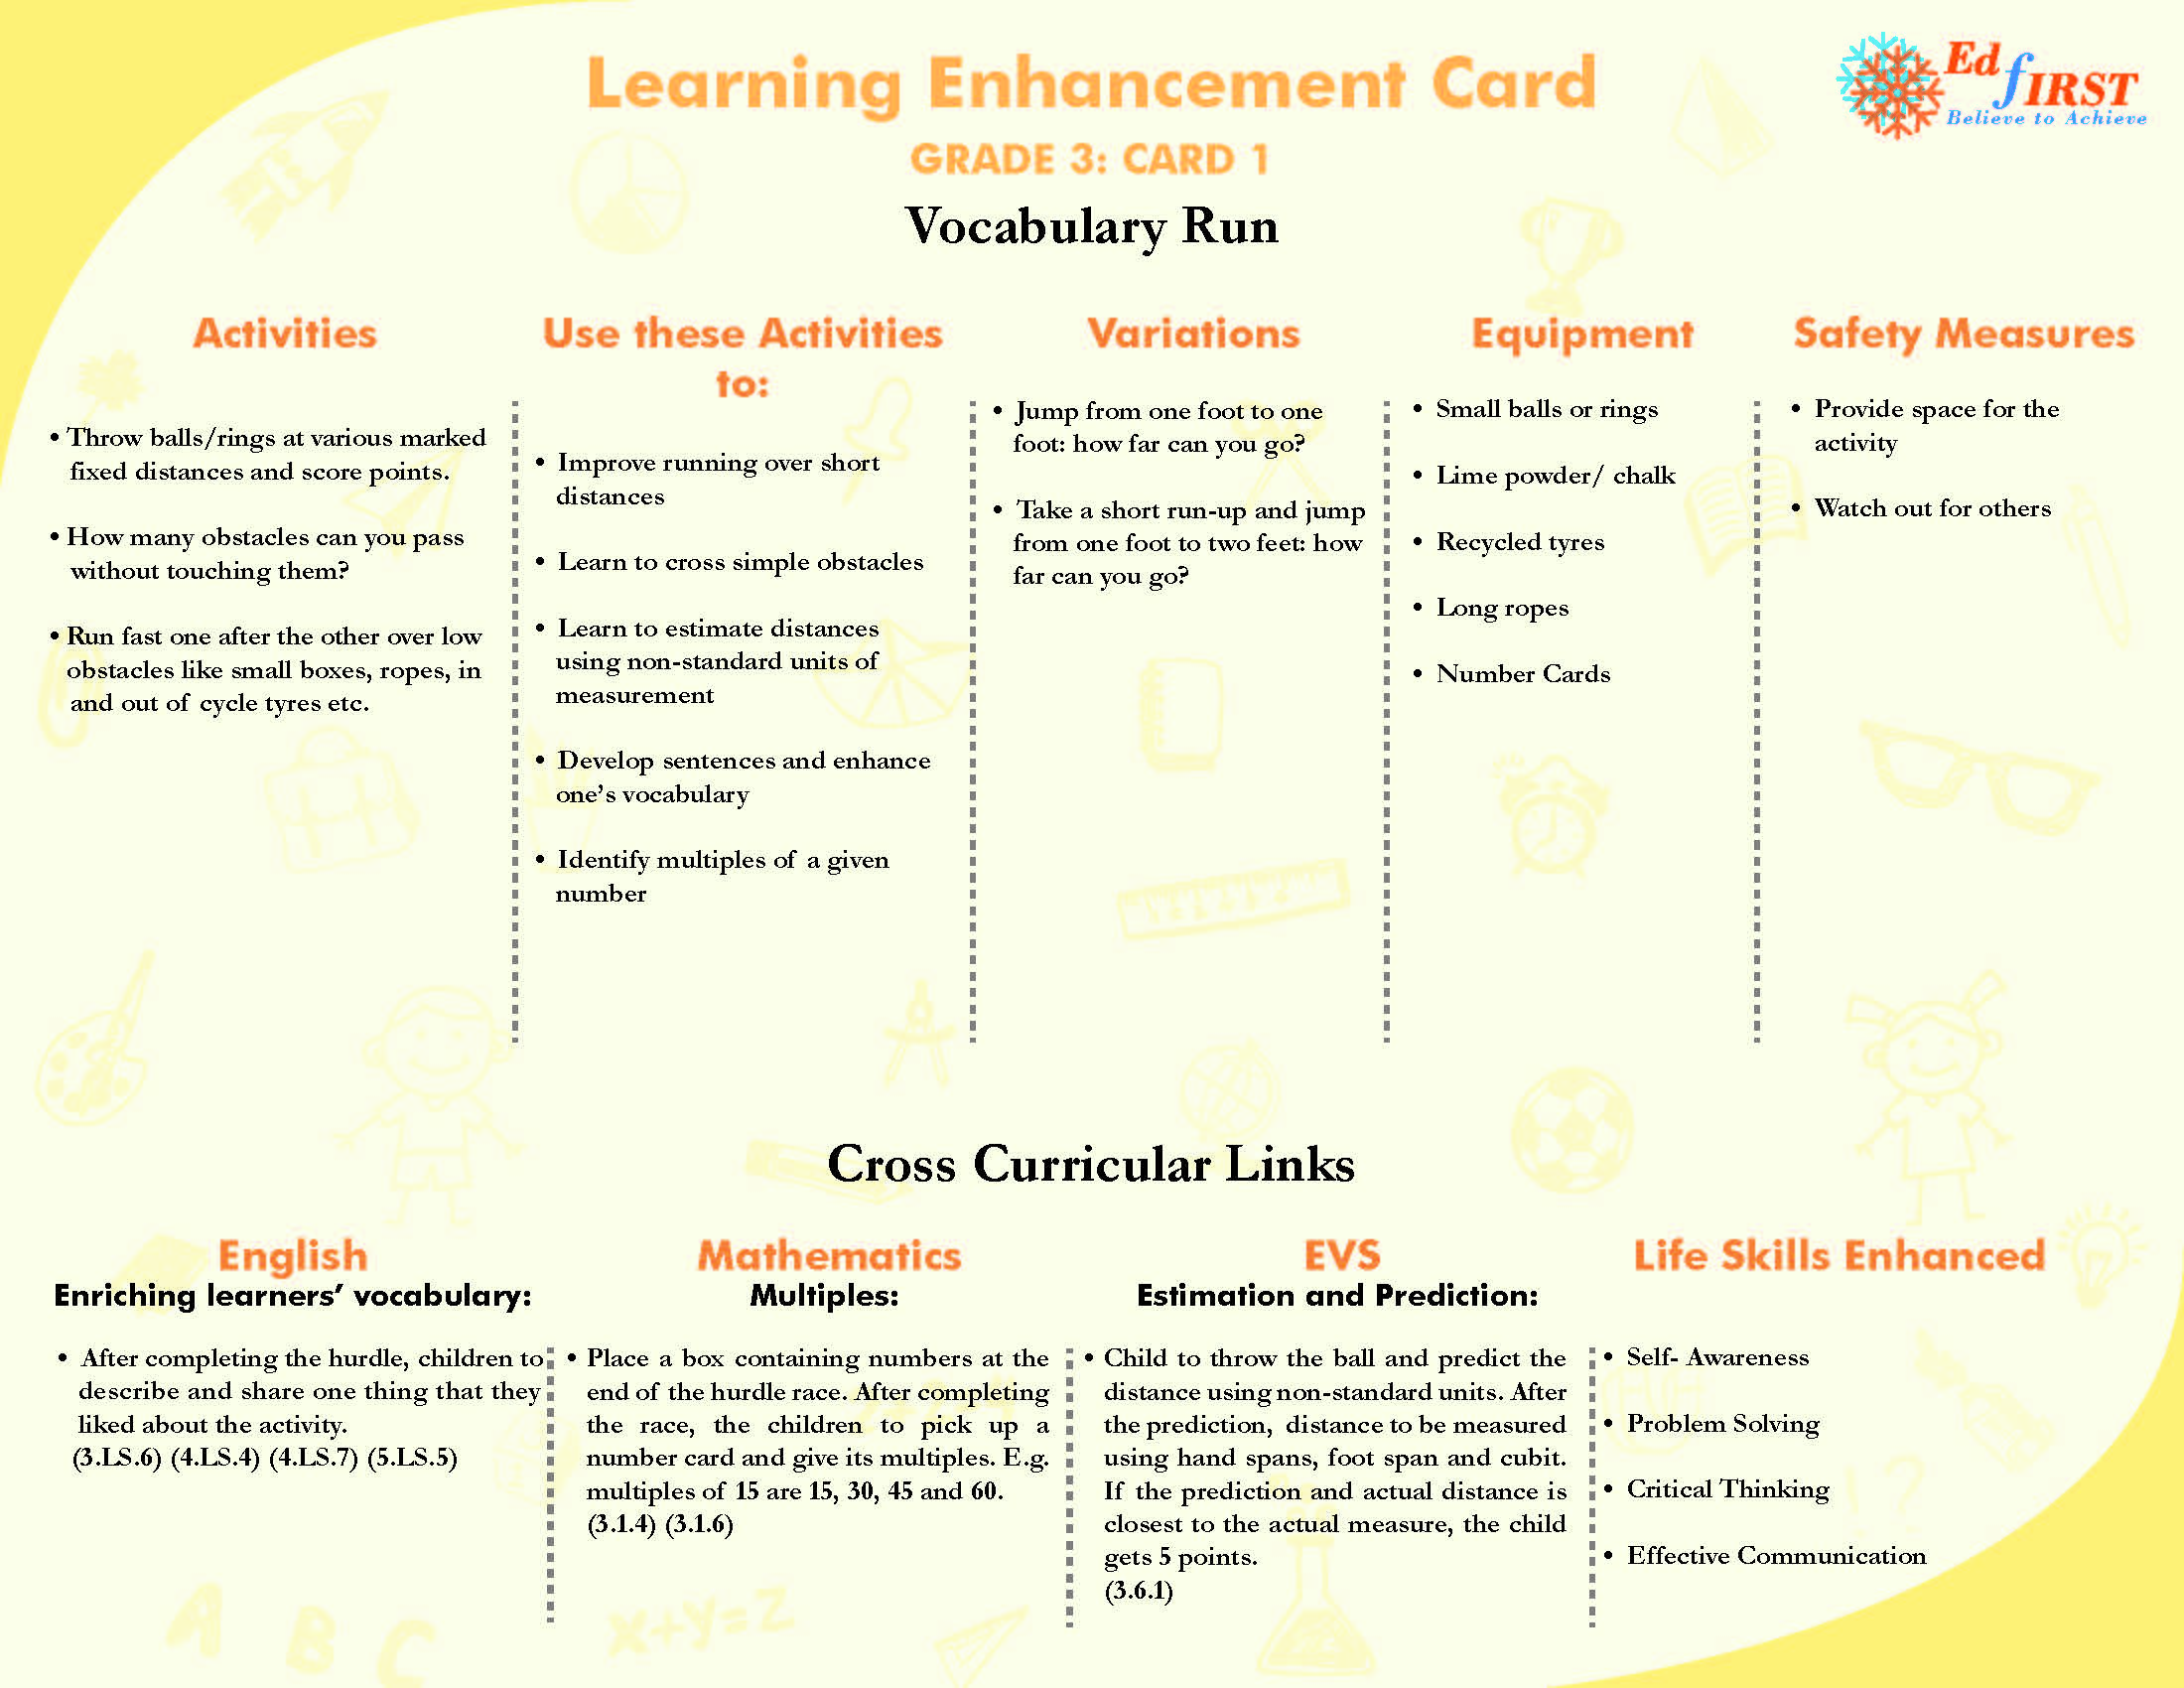 Learning Enhancement Card
Ed fIRST
Believe to Achieve
GRADE 3: CARD 1
Vocabulary Run
Activities
• Throw balls/rings at various marked
fixed distances and score points.
• How many obstacles can you pass
without touching them?
• Run fast one after the other over low
obstacles like small boxes, ropes, in
and out of cycle tyres etc.
Use these Activities
to:
• Improve running over short
distances
• Learn to cross simple obstacles
• Learn to estimate distances
using non-standard units of
measurement
• Develop sentences and enhance
one's vocabulary
• Identify multiples of a given
number
Variations
• Jump from one foot to one
foot: how far can you go?
• Take a short run-up and jump
from one foot to two feet: how
far can you go?
Equipment
• Small balls or rings
• Lime powder/ chalk
• Recycled tyres
• Long ropes
• Number Cards
Safety Measures
• Provide space for the
activity
• Watch out for others
Cross Curricular Links
English
Enriching learners' vocabulary:
• After completing the hurdle, children to
describe and share one thing that they
liked about the activity.
(3.LS.6) (4.LS.4) (4.LS.7) (5.LS.5)
Mathematics
Multiples:
• Place a box containing numbers at the
end of the hurdle race. After completing
the race, the children to pick up a
number card and give its multiples. E.g.
multiples of 15 are 15, 30, 45 and 60.
(3.1.4) (3.1.6)
EVS
Estimation and Prediction:
• Child to throw the ball and predict the
distance using non-standard units. After
the prediction, distance to be measured
using hand spans, foot span and cubit.
If the prediction and actual distance is
closest to the actual measure, the child
gets 5 points.
(3.6.1)
Life Skills Enhanced
• Self- Awareness
• Problem Solving
• Critical Thinking
• Effective Communication
A B C
x+y=z
!?